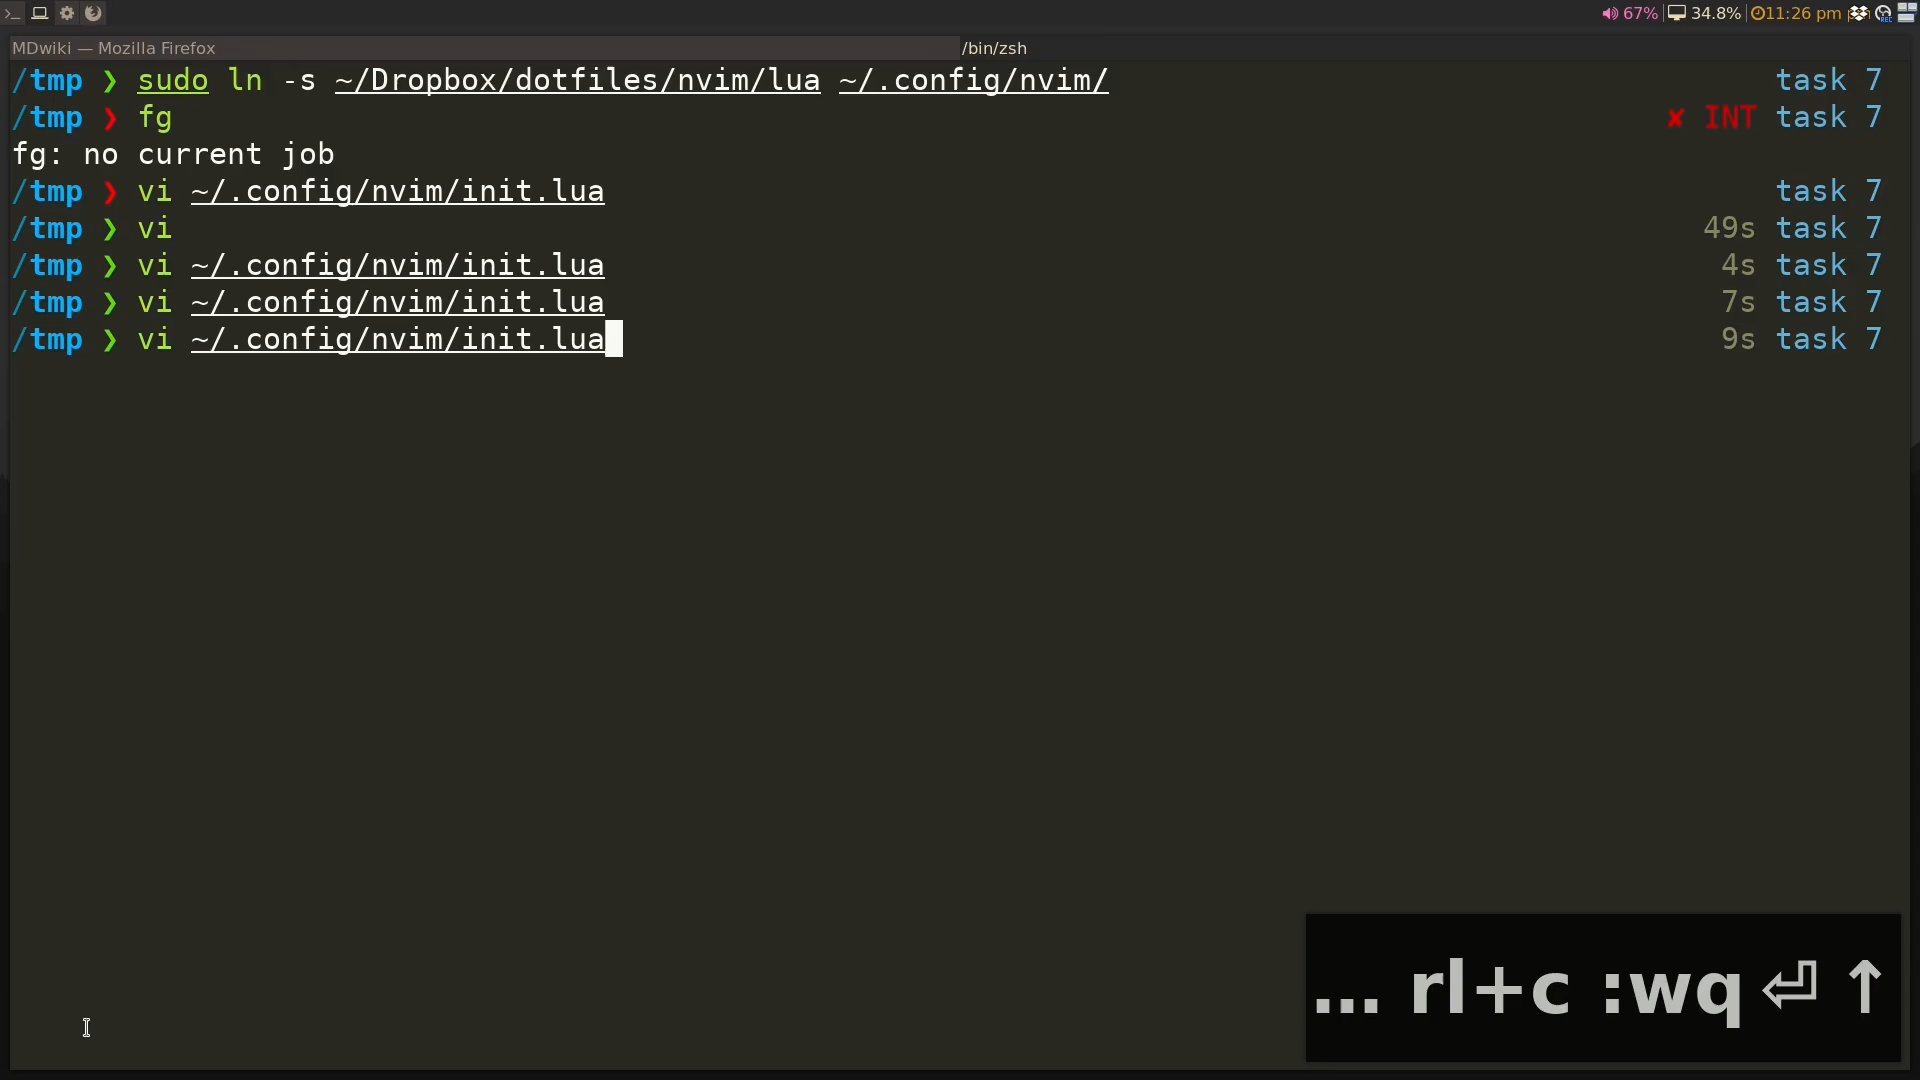 67% 34.8% 11:26 pm
MDwiki — Mozilla Firefox /bin/zsh
/tmp ❯ sudo ln -s ~/Dropbox/dotfiles/nvim/lua ~/.config/nvim/ task 7
/tmp ❯ fg ✘ INT task 7
fg: no current job
/tmp ❯ vi ~/.config/nvim/init.lua task 7
/tmp ❯ vi 49s task 7
/tmp ❯ vi ~/.config/nvim/init.lua 4s task 7
/tmp ❯ vi ~/.config/nvim/init.lua 7s task 7
/tmp ❯ vi ~/.config/nvim/init.lua 9s task 7
... rl+c :wq ⏎ ↑